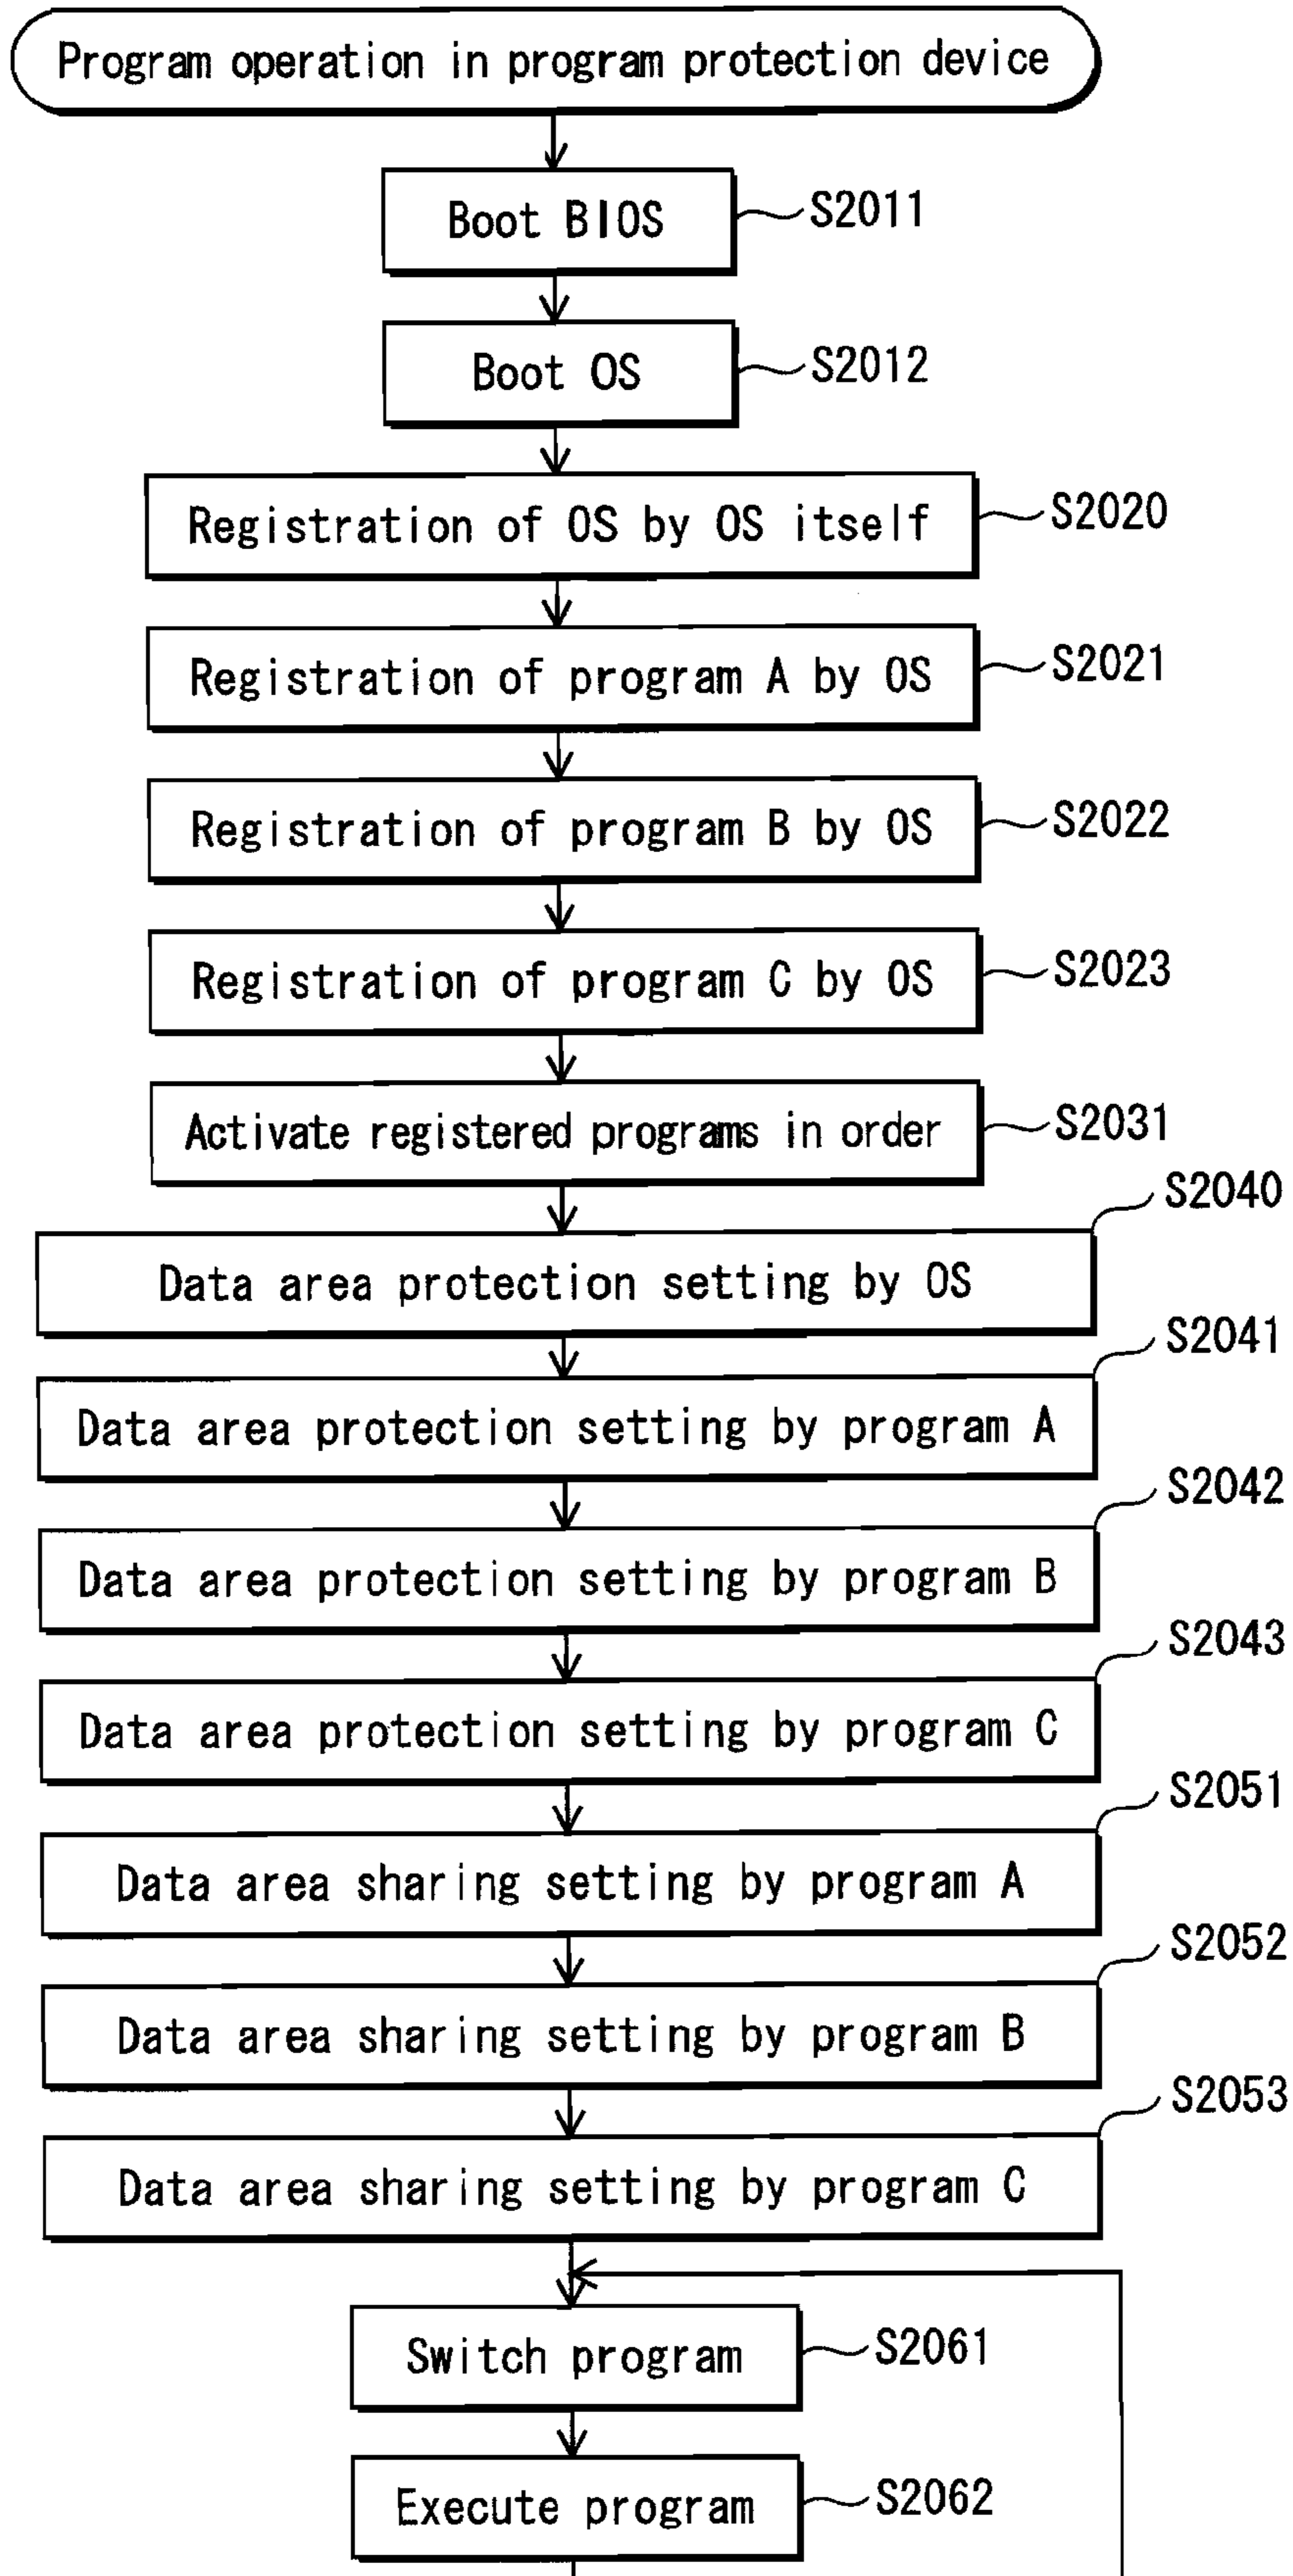 Program operation in program protection device
Boot BIOS
S2011
Boot OS
S2012
Registration of OS by OS itself
S2020
Registration of program A by OS
S2021
Registration of program B by OS
S2022
Registration of program C by OS
S2023
Activate registered programs in order
S2031
S2040
Data area protection setting by OS
S2041
Data area protection setting by program A
S2042
Data area protection setting by program B
S2043
Data area protection setting by program C
S2051
Data area sharing setting by program A
S2052
Data area sharing setting by program B
S2053
Data area sharing setting by program C
Switch program
S2061
Execute program
S2062